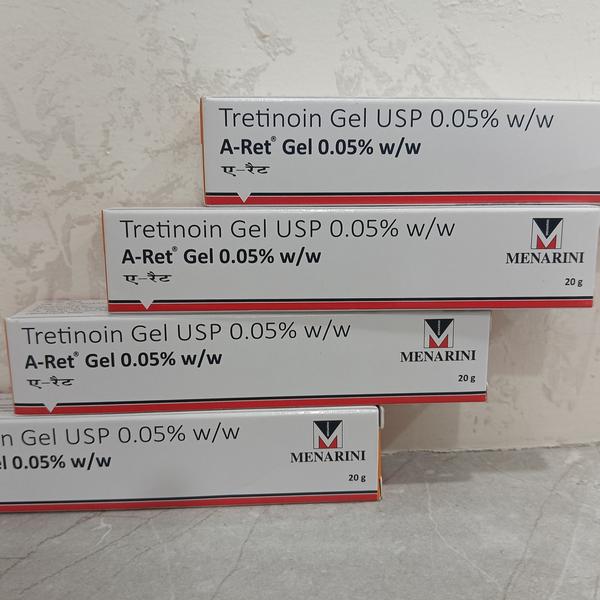 Tretinoin Gel USP 0.05% w/w
A-Ret® Gel 0.05% w/w
ए-रैट
Tretinoin Gel USP 0.05% w/w
A-Ret® Gel 0.05% w/w
ए-रैट
MENARINI
20 g
Tretinoin Gel USP 0.05% w/w
A-Ret® Gel 0.05% w/w
ए-रैट
MENARINI
20 g
n Gel USP 0.05% w/w
el 0.05% w/w
MENARINI
20 g